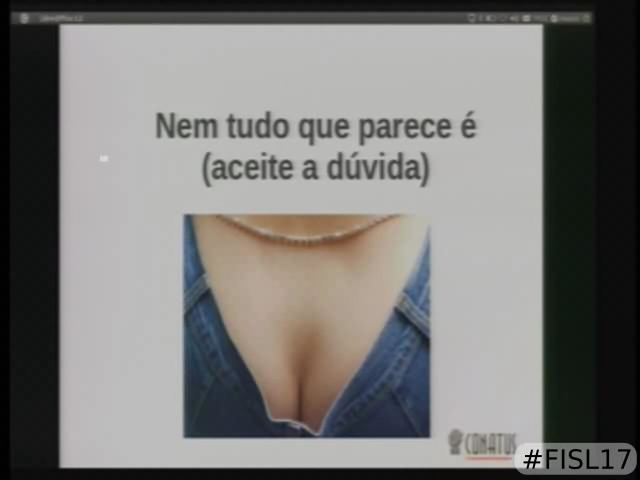 Nem tudo que parece é
(aceite a dúvida)
CONATUS
#FISL17